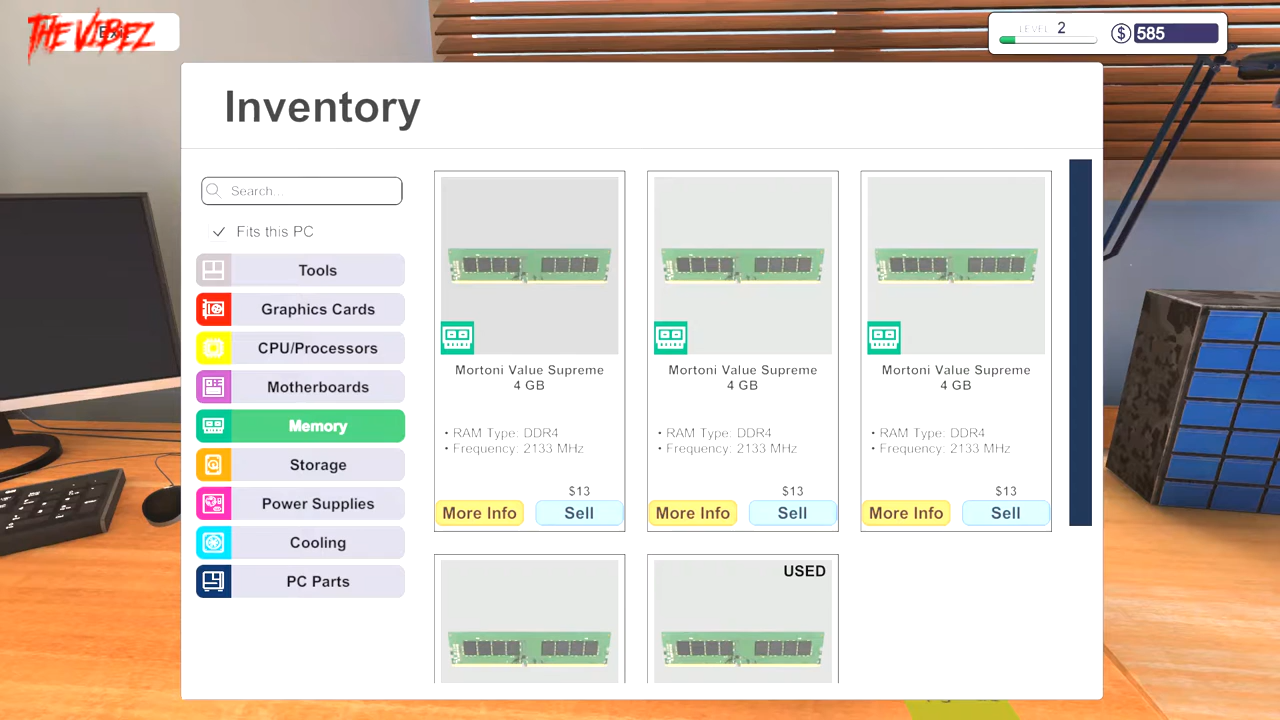 THE VIBEZ
LEVEL 2
$ 585
Inventory
Search...
Fits this PC
Tools
Graphics Cards
CPU/Processors
Motherboards
Memory
Storage
Power Supplies
Cooling
PC Parts
Mortoni Value Supreme
4 GB
• RAM Type: DDR4
• Frequency: 2133 MHz
$13
More Info
Sell
Mortoni Value Supreme
4 GB
• RAM Type: DDR4
• Frequency: 2133 MHz
$13
More Info
Sell
Mortoni Value Supreme
4 GB
• RAM Type: DDR4
• Frequency: 2133 MHz
$13
More Info
Sell
USED